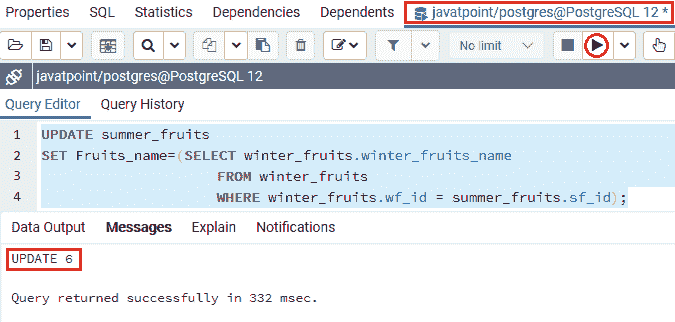 Properties SQL Statistics Dependencies Dependents javatpoint/postgres@PostgreSQL 12 *
No limit
javatpoint/postgres@PostgreSQL 12
Query Editor Query History
1 UPDATE summer_fruits
2 SET Fruits_name=(SELECT winter_fruits.winter_fruits_name
3 FROM winter_fruits
4 WHERE winter_fruits.wf_id = summer_fruits.sf_id);
Data Output Messages Explain Notifications
UPDATE 6
Query returned successfully in 332 msec.